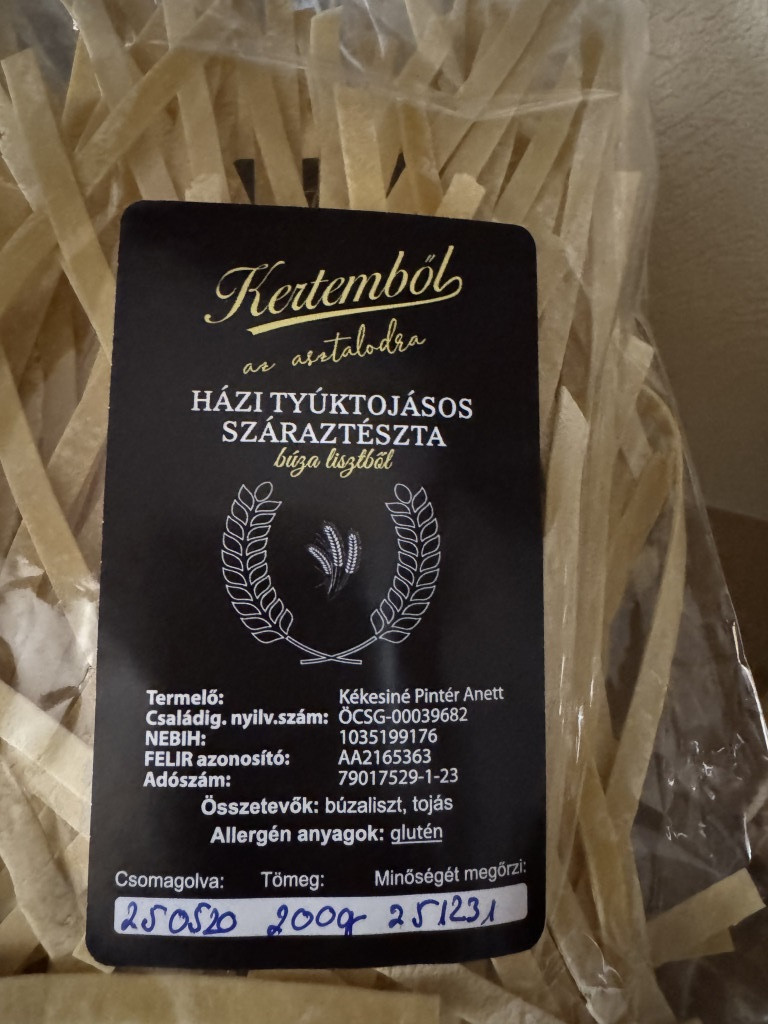 Kertemből
az asztalodra
HÁZI TYÚKTOJÁSOS
SZÁRAZTÉSZTA
búza lisztből
Termelő: Kékesiné Pintér Anett
Családig. nyilv.szám: ÖCSG-00039682
NEBIH: 1035199176
FELIR azonosító: AA2165363
Adószám: 79017529-1-23
Összetevők: búzaliszt, tojás
Allergén anyagok: glutén
Csomagolva: Tömeg: Minőségét megőrzi:
250520 200g 251231